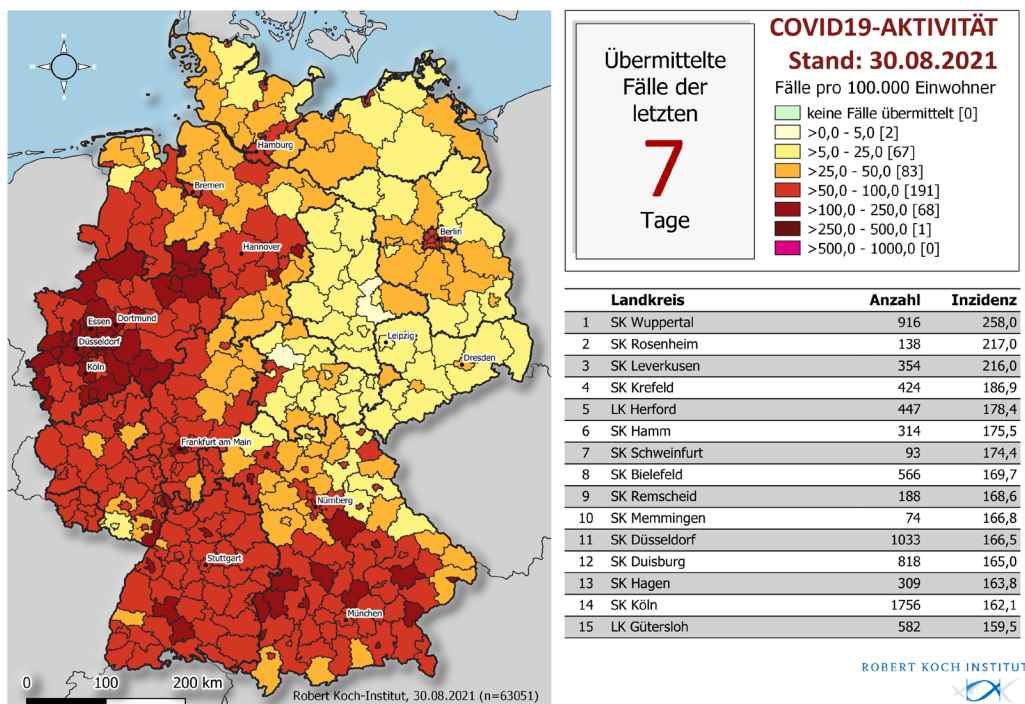 N
W E
S
Hamburg
Bremen
Berlin
Hannover
Essen Dortmund
Düsseldorf
Leipzig
Köln
Dresden
Frankfurt am Main
Nürnberg
Stuttgart
München
0 100 200 km
Robert Koch-Institut, 30.08.2021 (n=63051)
Übermittelte
Fälle der
letzten
7
Tage
COVID19-AKTIVITÄT
Stand: 30.08.2021
Fälle pro 100.000 Einwohner
keine Fälle übermittelt [0]
>0,0 - 5,0 [2]
>5,0 - 25,0 [67]
>25,0 - 50,0 [83]
>50,0 - 100,0 [191]
>100,0 - 250,0 [68]
>250,0 - 500,0 [1]
>500,0 - 1000,0 [0]
Landkreis Anzahl Inzidenz
1 SK Wuppertal 916 258,0
2 SK Rosenheim 138 217,0
3 SK Leverkusen 354 216,0
4 SK Krefeld 424 186,9
5 LK Herford 447 178,4
6 SK Hamm 314 175,5
7 SK Schweinfurt 93 174,4
8 SK Bielefeld 566 169,7
9 SK Remscheid 188 168,6
10 SK Memmingen 74 166,8
11 SK Düsseldorf 1033 166,5
12 SK Duisburg 818 165,0
13 SK Hagen 309 163,8
14 SK Köln 1756 162,1
15 LK Gütersloh 582 159,5
ROBERT KOCH INSTITUT